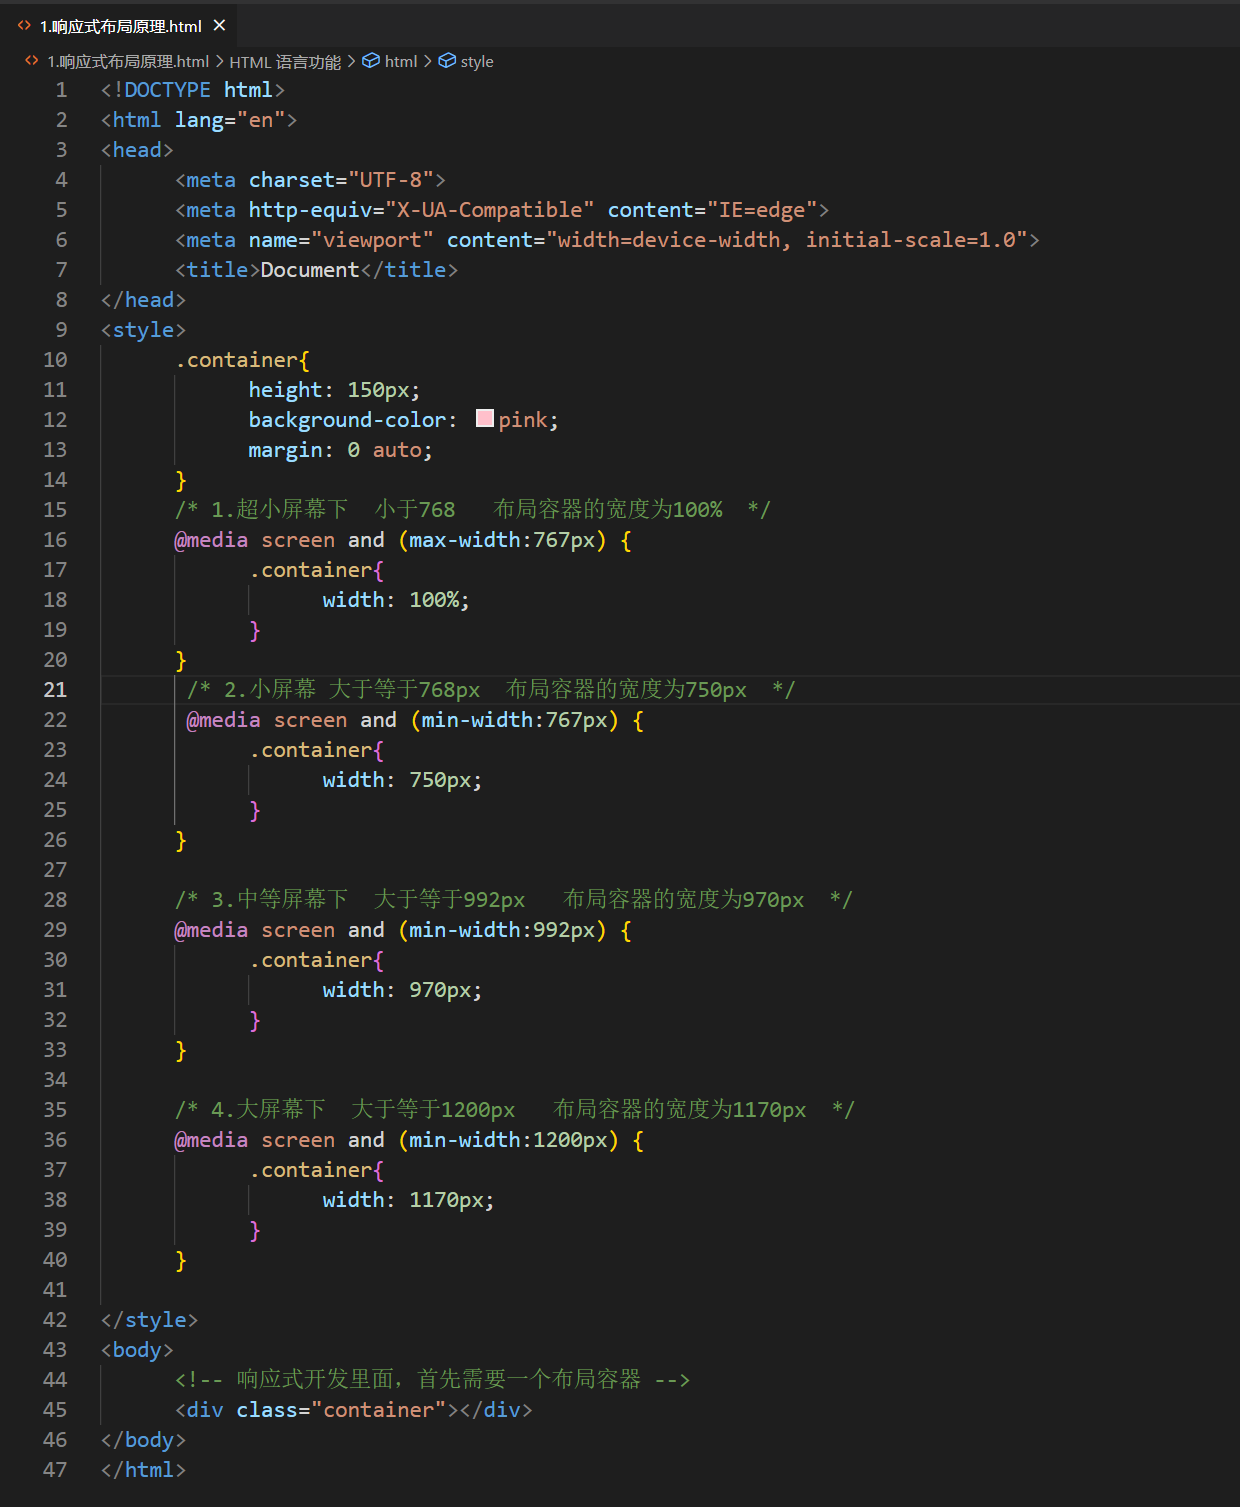 1.响应式布局原理.html ×
1.响应式布局原理.html > HTML 语言功能 > html > style
1 <!DOCTYPE html>
2 <html lang="en">
3 <head>
4 <meta charset="UTF-8">
5 <meta http-equiv="X-UA-Compatible" content="IE=edge">
6 <meta name="viewport" content="width=device-width, initial-scale=1.0">
7 <title>Document</title>
8 </head>
9 <style>
10 .container{
11 height: 150px;
12 background-color: pink;
13 margin: 0 auto;
14 }
15 /* 1.超小屏幕下  小于768   布局容器的宽度为100%  */
16 @media screen and (max-width:767px) {
17 .container{
18 width: 100%;
19 }
20 }
21 /* 2.小屏幕 大于等于768px  布局容器的宽度为750px  */
22 @media screen and (min-width:767px) {
23 .container{
24 width: 750px;
25 }
26 }
27
28 /* 3.中等屏幕下  大于等于992px   布局容器的宽度为970px  */
29 @media screen and (min-width:992px) {
30 .container{
31 width: 970px;
32 }
33 }
34
35 /* 4.大屏幕下  大于等于1200px   布局容器的宽度为1170px  */
36 @media screen and (min-width:1200px) {
37 .container{
38 width: 1170px;
39 }
40 }
41
42 </style>
43 <body>
44 <!-- 响应式开发里面，首先需要一个布局容器 -->
45 <div class="container"></div>
46 </body>
47 </html>